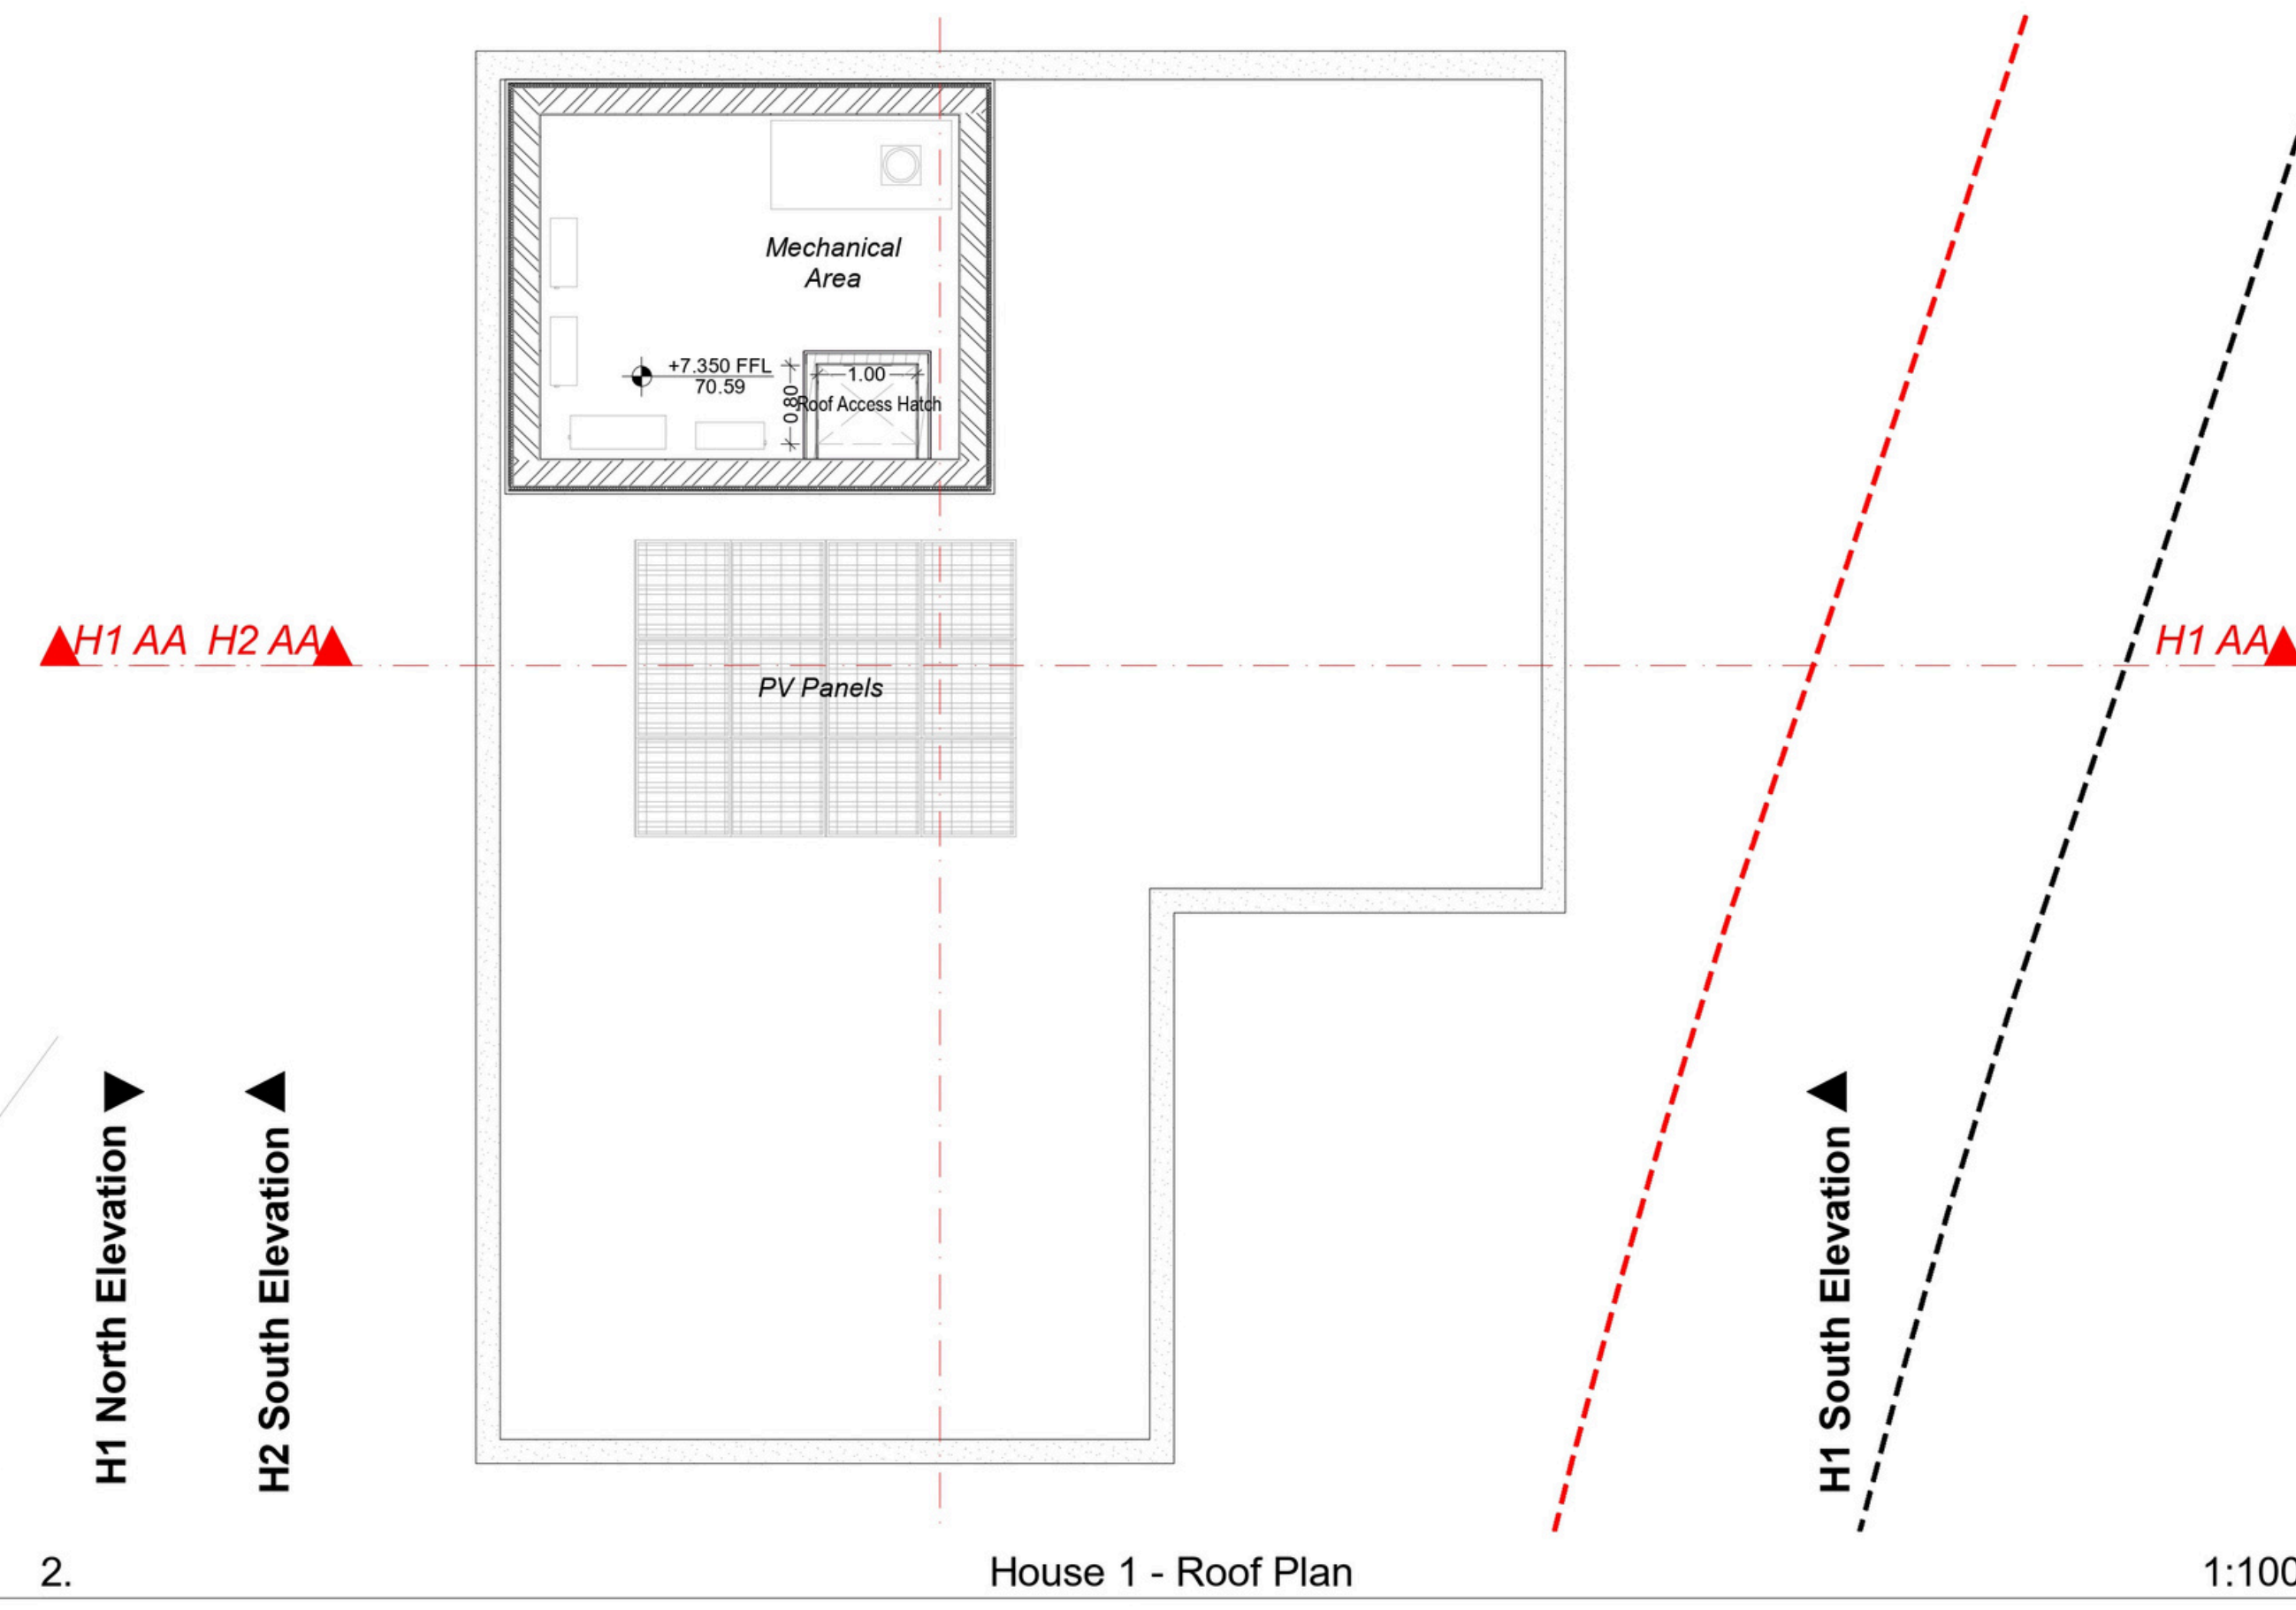 Mechanical
Area
+7.350 FFL
70.59
1.00
0.80
Roof Access Hatch
H1 AA
H2 AA
H1 AA
PV Panels
H1 North Elevation
H2 South Elevation
H1 South Elevation
2.
House 1 - Roof Plan
1:100